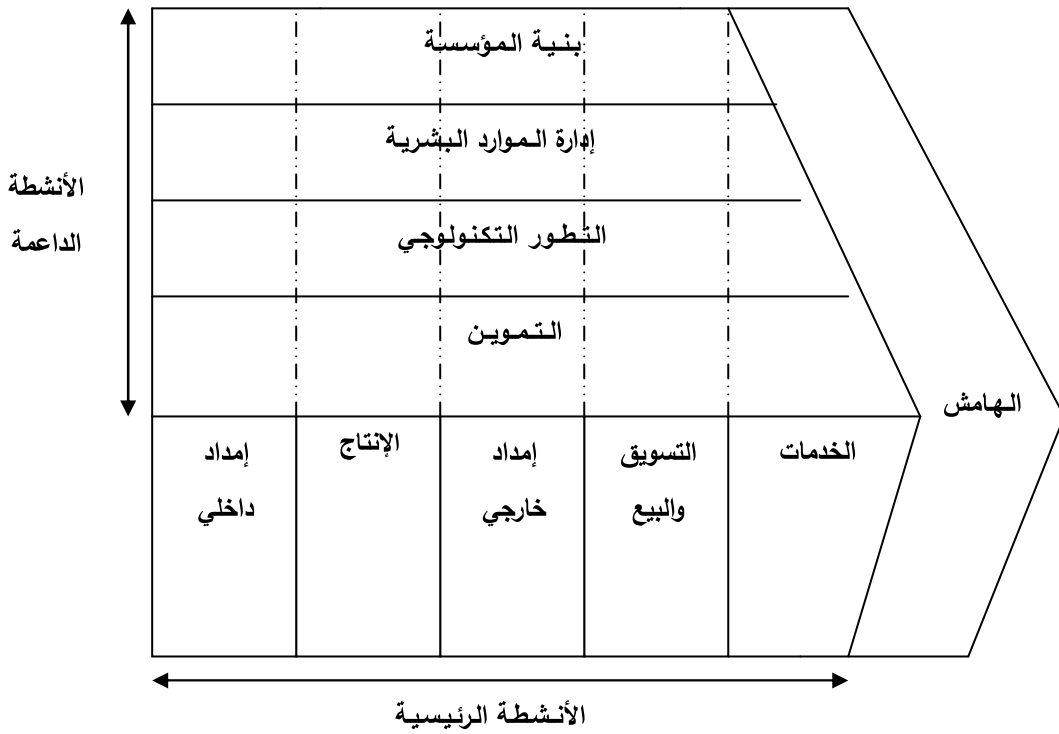 بنية المؤسسة
إدارة الموارد البشرية
الأنشطة
الداعمة
التطور التكنولوجي
التموين
الهامش
إمداد
داخلي
الإنتاج
إمداد
خارجي
التسويق
والبيع
الخدمات
الأنشطة الرئيسية